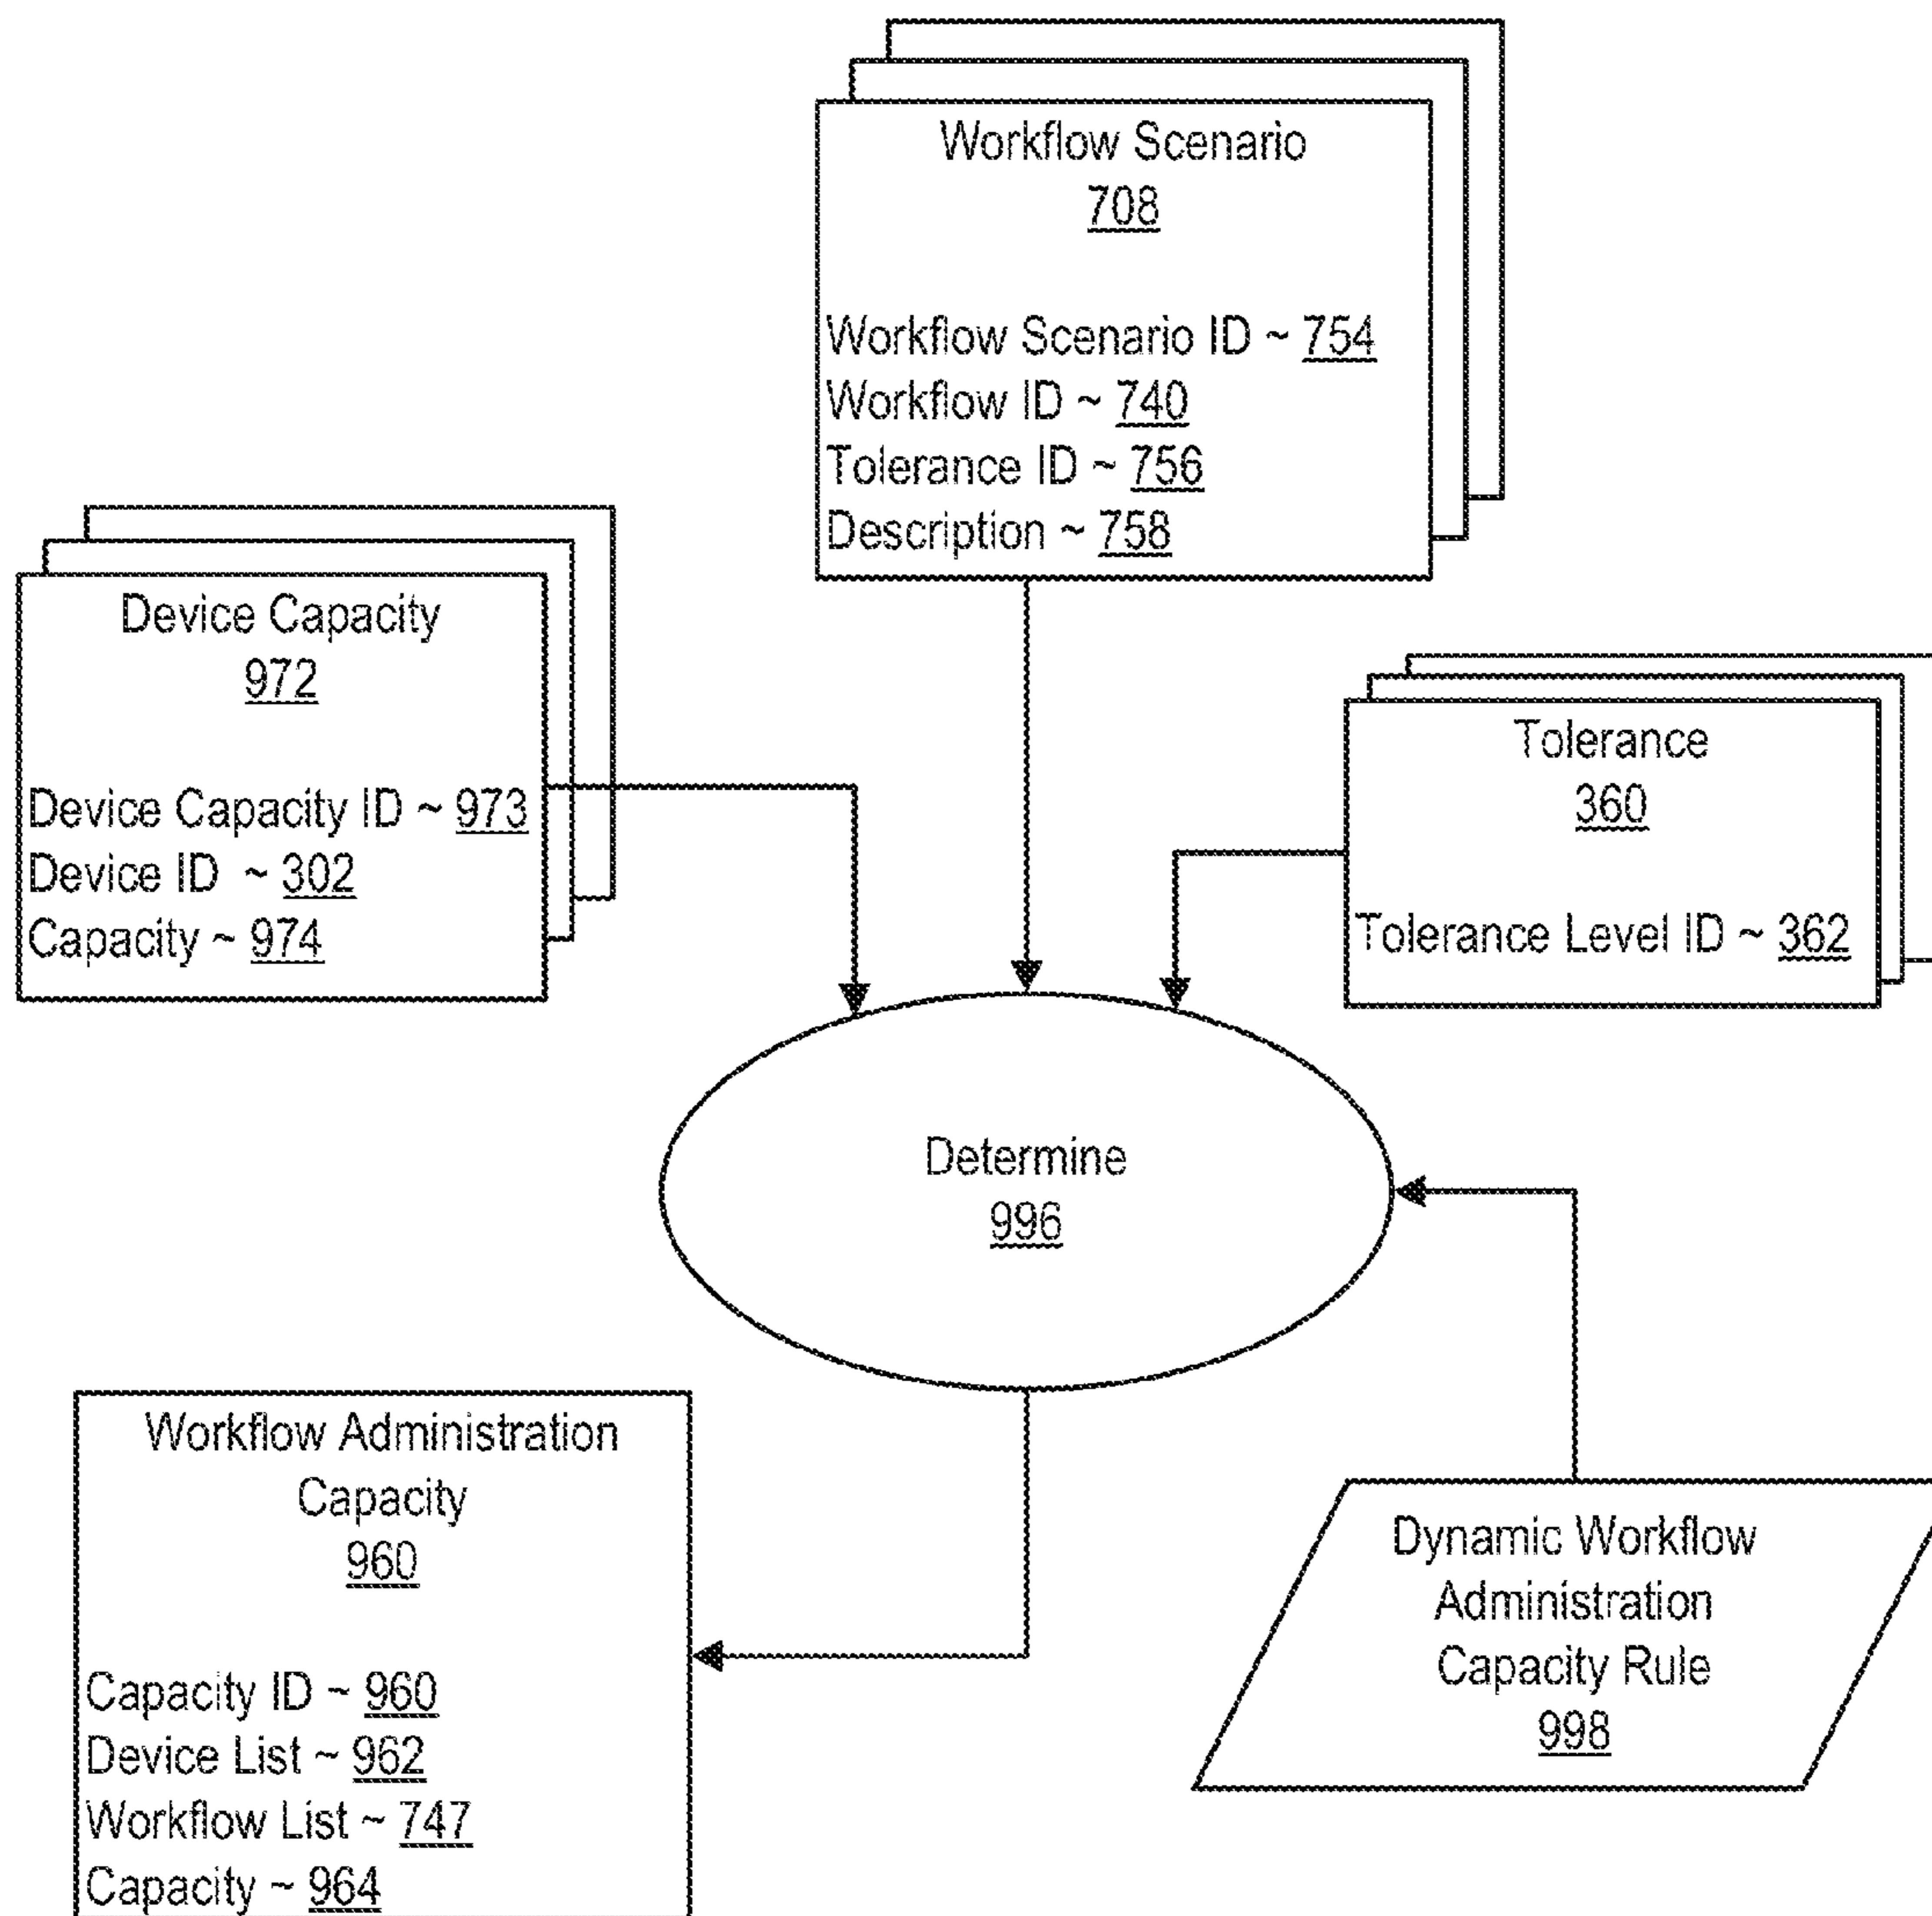 Workflow Scenario
708
Workflow Scenario ID ~ 754
Workflow ID ~ 740
Tolerance ID ~ 756
Description ~ 758
Device Capacity
972
Device Capacity ID ~ 973
Device ID ~ 302
Capacity ~ 974
Tolerance
360
Tolerance Level ID ~ 362
Determine
996
Workflow Administration
Capacity
960
Capacity ID ~ 960
Device List ~ 962
Workflow List ~ 747
Capacity ~ 964
Dynamic Workflow
Administration
Capacity Rule
998